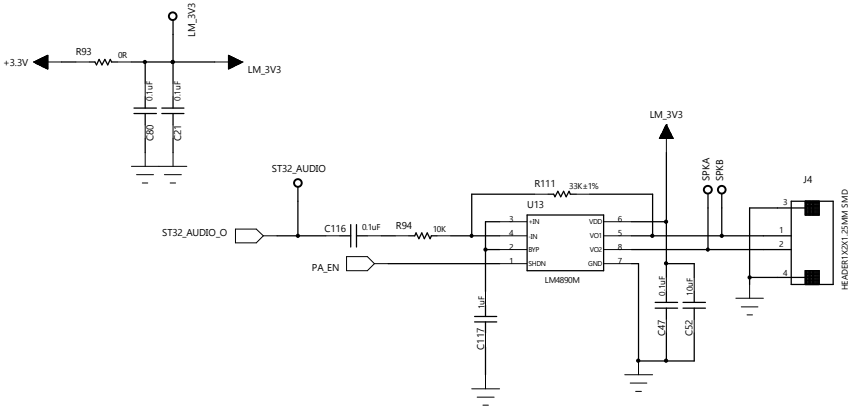 LM_3V3
R93
0R
+3.3V
LM_3V3
0.1uF
0.1uF
C80
C21
LM_3V3
ST32_AUDIO
SPKA
SPKB
J4
R111
33K±1%
U13
3
ST32_AUDIO_O
C116
0.1uF
R94
10K
3
+IN
VDD
6
4
-IN
VO1
5
1
2
BYP
VO2
8
2
PA_EN
1
SHDN
GND
7
4
LM4890M
HEADER1X2X1.25MM SMD
1uF
C117
0.1uF
10uF
C47
C52